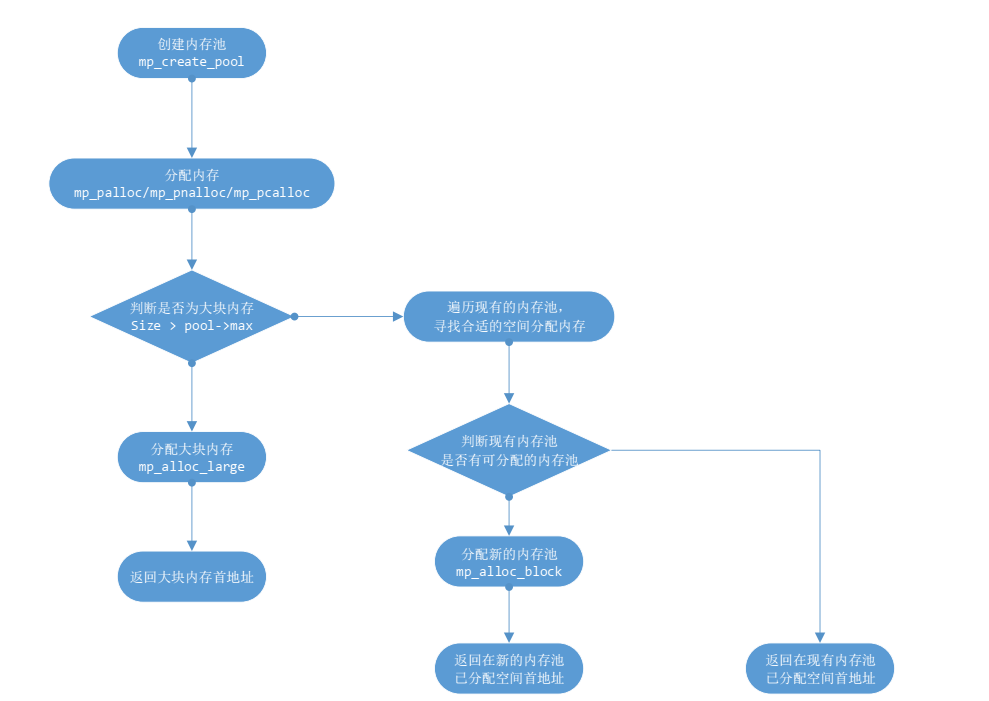 创建内存池
mp_create_pool
分配内存
mp_palloc/mp_pnalloc/mp_pcalloc
判断是否为大块内存
Size > pool->max
遍历现有的内存池，
寻找合适的空间分配内存
判断现有内存池
是否有可分配的内存池
分配大块内存
mp_alloc_large
分配新的内存池
mp_alloc_block
返回大块内存首地址
返回在新的内存池
已分配空间首地址
返回在现有内存池
已分配空间首地址